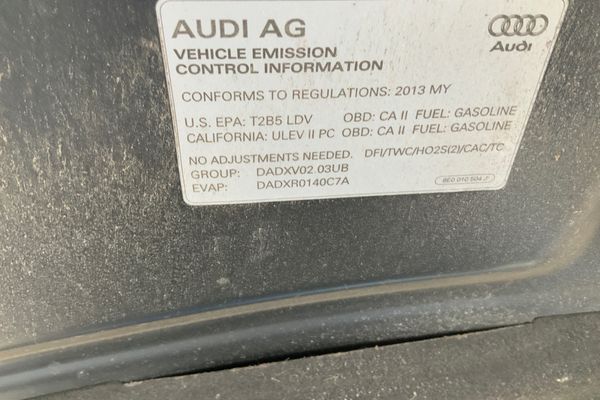 AUDI AG
Audi
VEHICLE EMISSION
CONTROL INFORMATION
CONFORMS TO REGULATIONS: 2013 MY
U.S. EPA: T2B5 LDV OBD: CA II FUEL: GASOLINE
CALIFORNIA: ULEV II PC OBD: CA II FUEL: GASOLINE
NO ADJUSTMENTS NEEDED. DFI/TWC/HO2S(2)/CAC/TC
GROUP: DADXV02.03UB
EVAP: DADXR0140C7A
8E0 010 504 JF